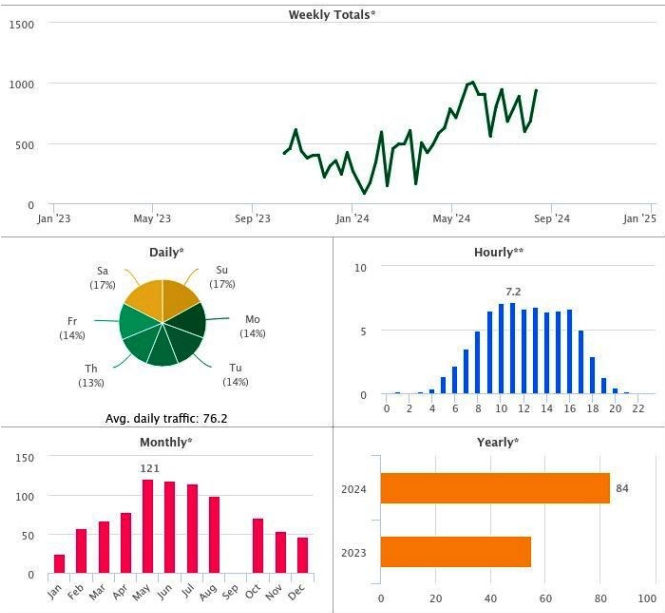 Weekly Totals*
1500
1000
500
0
Jan '23 May '23 Sep '23 Jan '24 May '24 Sep '24 Jan '25
Daily*
Sa
(17%)
Su
(17%)
Fr
(14%)
Mo
(14%)
Th
(13%)
Tu
(14%)
Avg. daily traffic: 76.2
Hourly**
10
7.2
5
0
0 2 4 6 8 10 12 14 16 18 20 22
Monthly*
150
121
100
50
0
Jan Feb Mar Apr May Jun Jul Aug Sep Oct Nov Dec
Yearly*
2024 84
2023
0 20 40 60 80 100